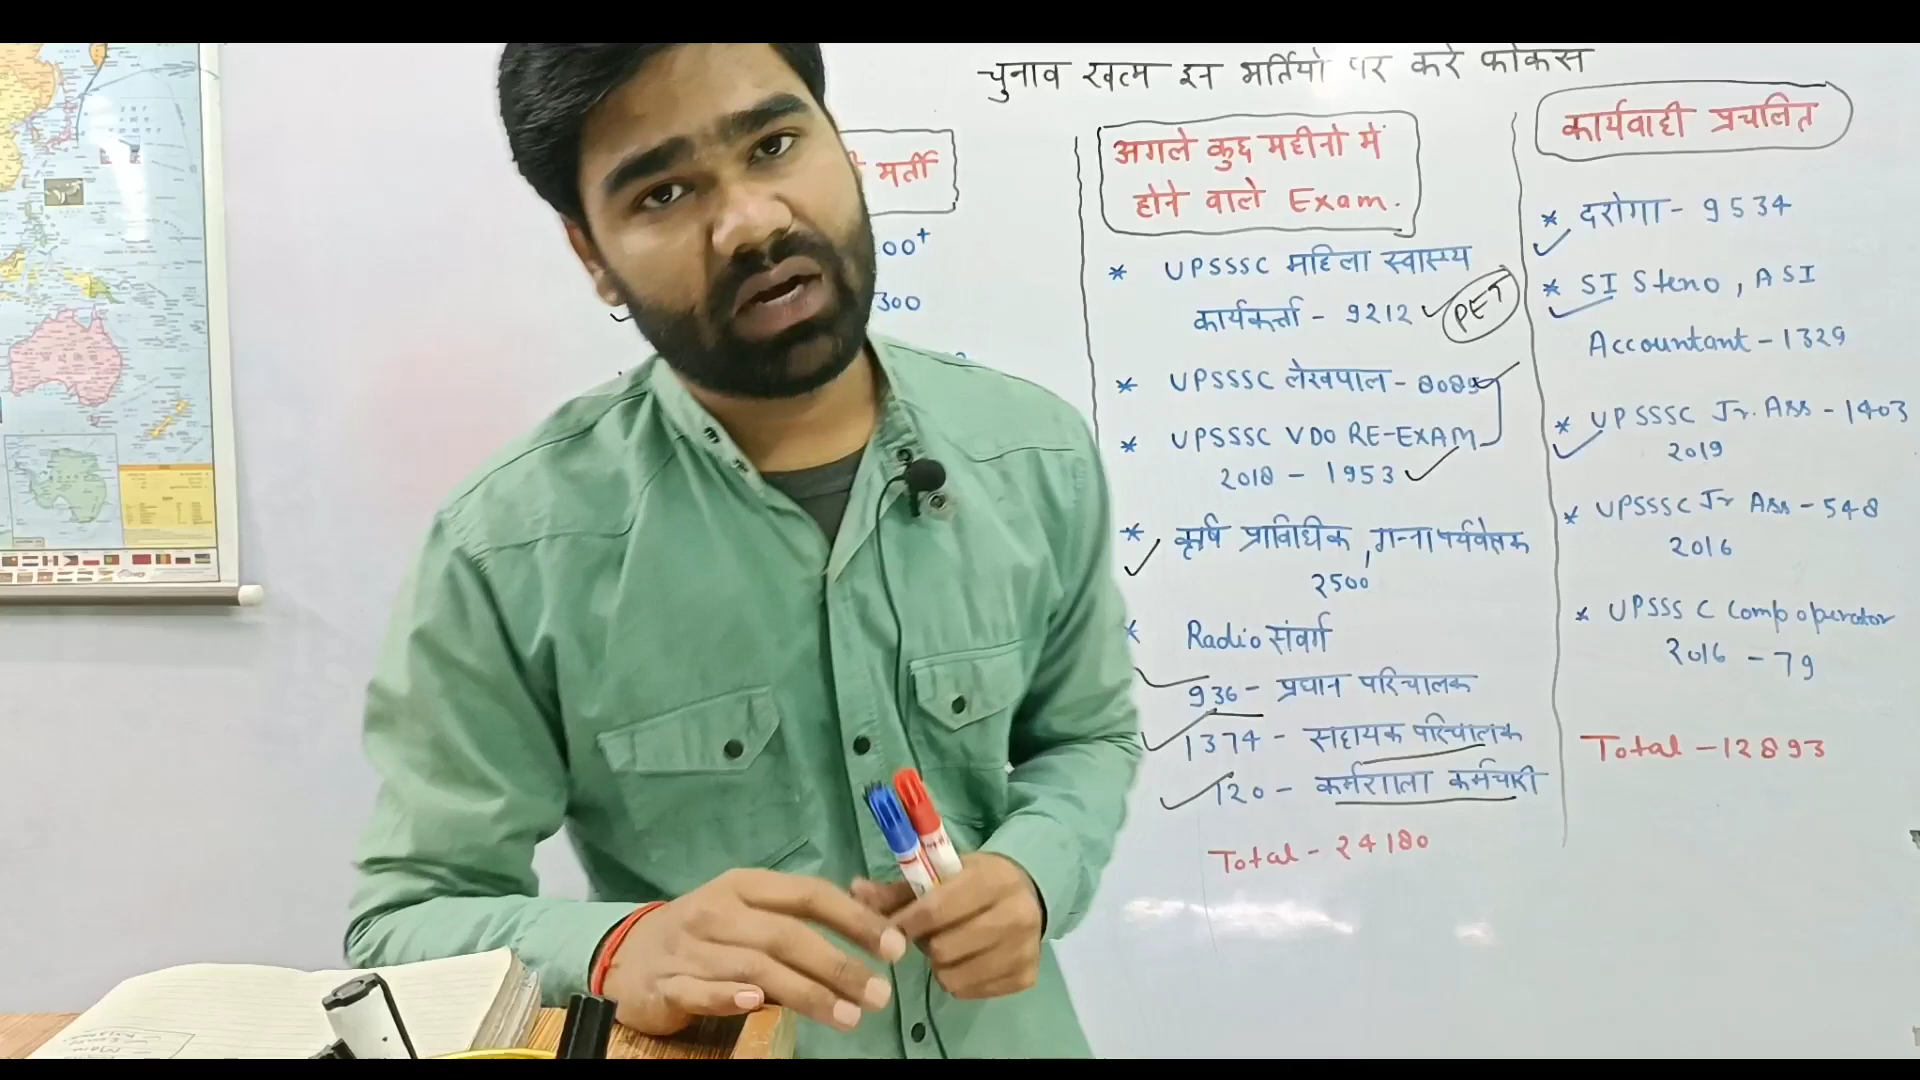 चुनाव खत्म इन भर्तियो पर करे फोकस
भर्ती
00+
300
अगले कुछ महीनो में
होने वाले Exam.
* UPSSSC महिला स्वास्थ्य
कार्यकर्त्ता - 9212
PET
* UPSSSC लेखपाल - 8085
* UPSSSC VDO RE-EXAM
2018 - 1953
* कृषि प्राविधिक, गन्ना पर्यवेक्षक
2500
* Radio संवर्ग
936 - प्रधान परिचालक
1374 - सहायक परिचालक
120 - कर्मशाला कर्मचारी
Total - 24180
कार्यवाही प्रचलित
* दरोगा - 9534
* SI Steno, ASI
Accountant - 1329
* UPSSSC Jr. Ass - 1403
2019
* UPSSSC Jr Ass - 548
2016
* UPSSSC Comp operator
2016 - 79
Total - 12893